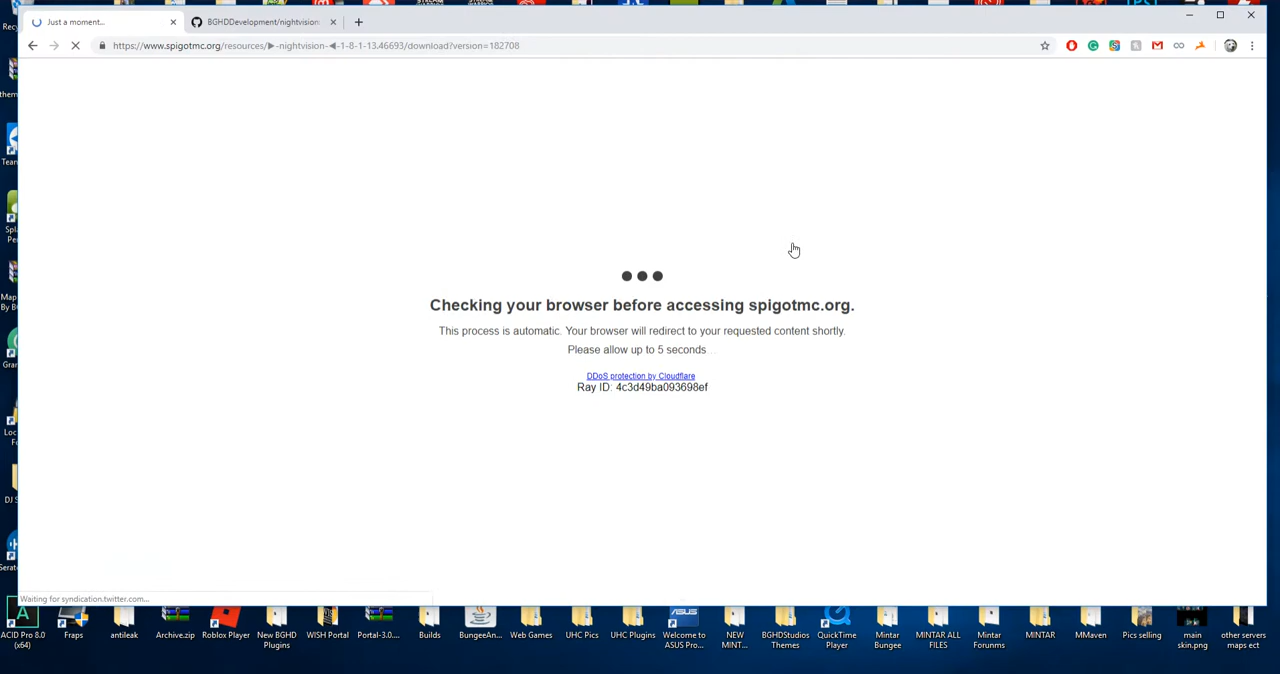 Just a moment...
BGHDDevelopment/nightvision:
https://www.spigotmc.org/resources/▶-nightvision-◀-1-8-1-13.46693/download?version=182708
Checking your browser before accessing spigotmc.org.
This process is automatic. Your browser will redirect to your requested content shortly.
Please allow up to 5 seconds
DDoS protection by Cloudflare
Ray ID: 4c3d49ba093698ef
Waiting for syndication.twitter.com...
ACID Pro 8.0 (x64)
Fraps
antileak
Archive.zip
Roblox Player
New BGHD Plugins
WISH Portal
Portal-3.0....
Builds
BungeeAn...
Web Games
UHC Pics
UHC Plugins
Welcome to ASUS Pro...
NEW MINT...
BGHDStudios Themes
QuickTime Player
Mintar Bungee
MINTAR ALL FILES
Mintar Forunms
MINTAR
MMaven
Pics selling
main skin.png
other servers maps ect